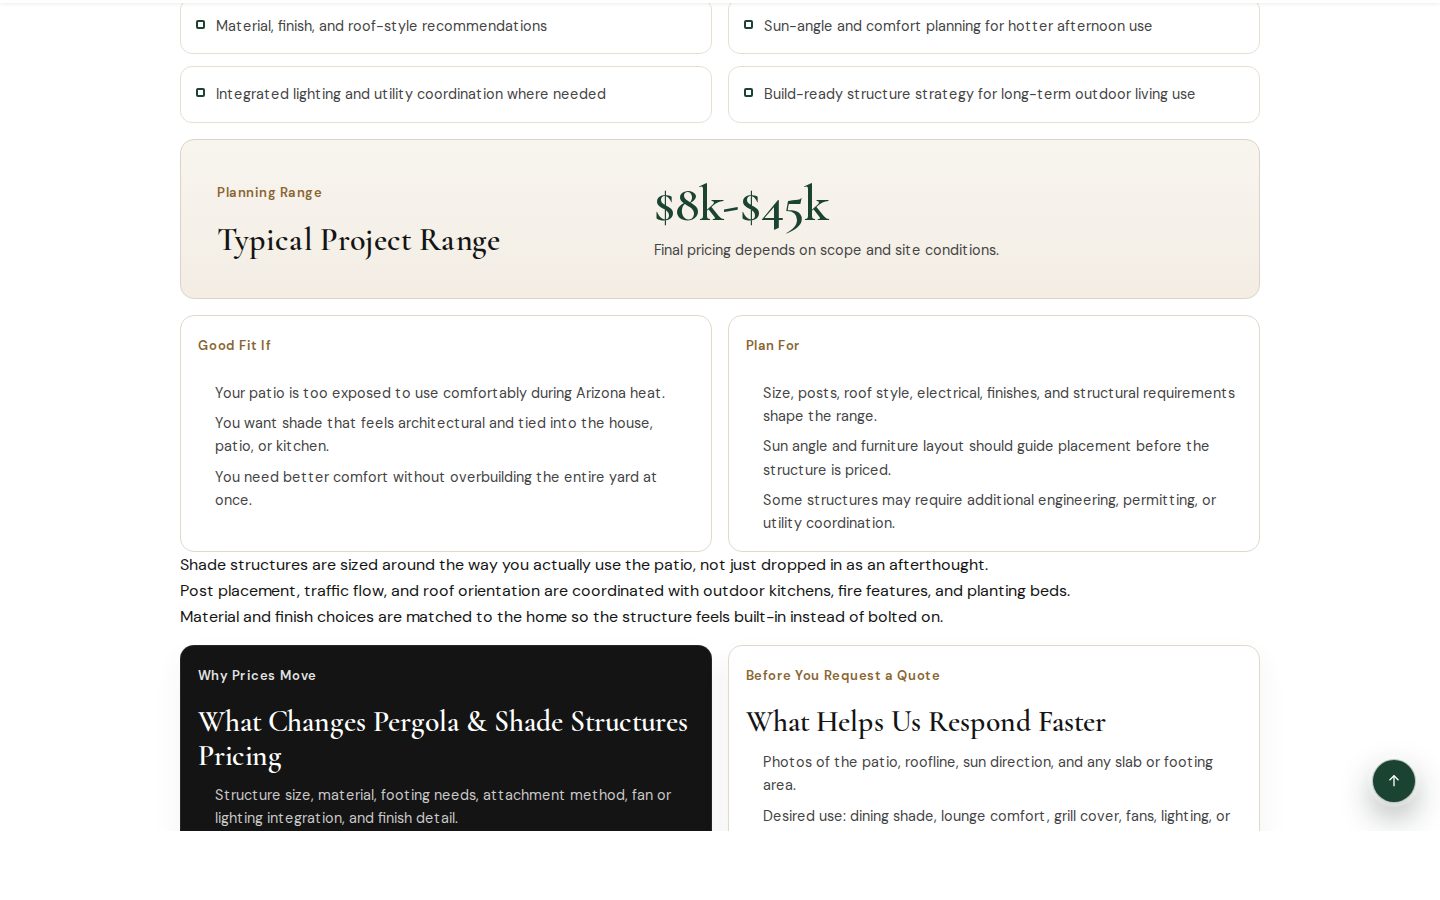 Material, finish, and roof-style recommendations
Sun-angle and comfort planning for hotter afternoon use
Integrated lighting and utility coordination where needed
Build-ready structure strategy for long-term outdoor living use
Planning Range
Typical Project Range
$8k-$45k
Final pricing depends on scope and site conditions.
Good Fit If
Your patio is too exposed to use comfortably during Arizona heat.
You want shade that feels architectural and tied into the house,
patio, or kitchen.
You need better comfort without overbuilding the entire yard at
once.
Plan For
Size, posts, roof style, electrical, finishes, and structural requirements
shape the range.
Sun angle and furniture layout should guide placement before the
structure is priced.
Some structures may require additional engineering, permitting, or
utility coordination.
Shade structures are sized around the way you actually use the patio, not just dropped in as an afterthought.
Post placement, traffic flow, and roof orientation are coordinated with outdoor kitchens, fire features, and planting beds.
Material and finish choices are matched to the home so the structure feels built-in instead of bolted on.
Why Prices Move
What Changes Pergola & Shade Structures
Pricing
Structure size, material, footing needs, attachment method, fan or
lighting integration, and finish detail.
Before You Request a Quote
What Helps Us Respond Faster
Photos of the patio, roofline, sun direction, and any slab or footing
area.
Desired use: dining shade, lounge comfort, grill cover, fans, lighting, or